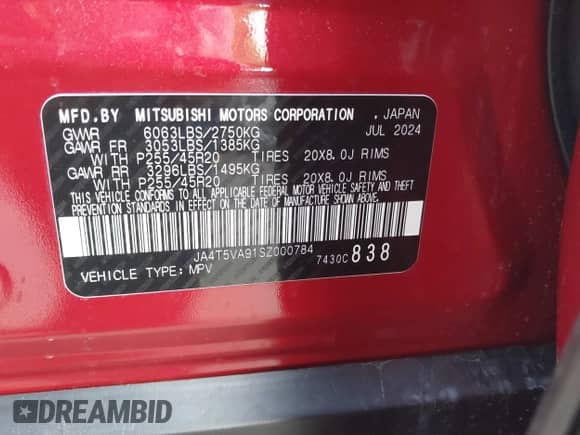 MFD.BY MITSUBISHI MOTORS CORPORATION . JAPAN
GVWR 6063LBS/2750KG JUL 2024
GAWR FR 3053LBS/1385KG
WITH P255/45R20 TIRES 20X8.0J RIMS
GAWR RR 3296LBS/1495KG
WITH P255/45R20 TIRES 20X8.0J RIMS
THIS VEHICLE CONFORMS TO ALL APPLICABLE FEDERAL MOTOR VEHICLE SAFETY AND THEFT
PREVENTION STANDARDS IN EFFECT ON THE DATE OF MANUFACTURE SHOWN ABOVE.
JA4T5VA91SZ000784 7430C 838
VEHICLE TYPE: MPV
DREAMBID